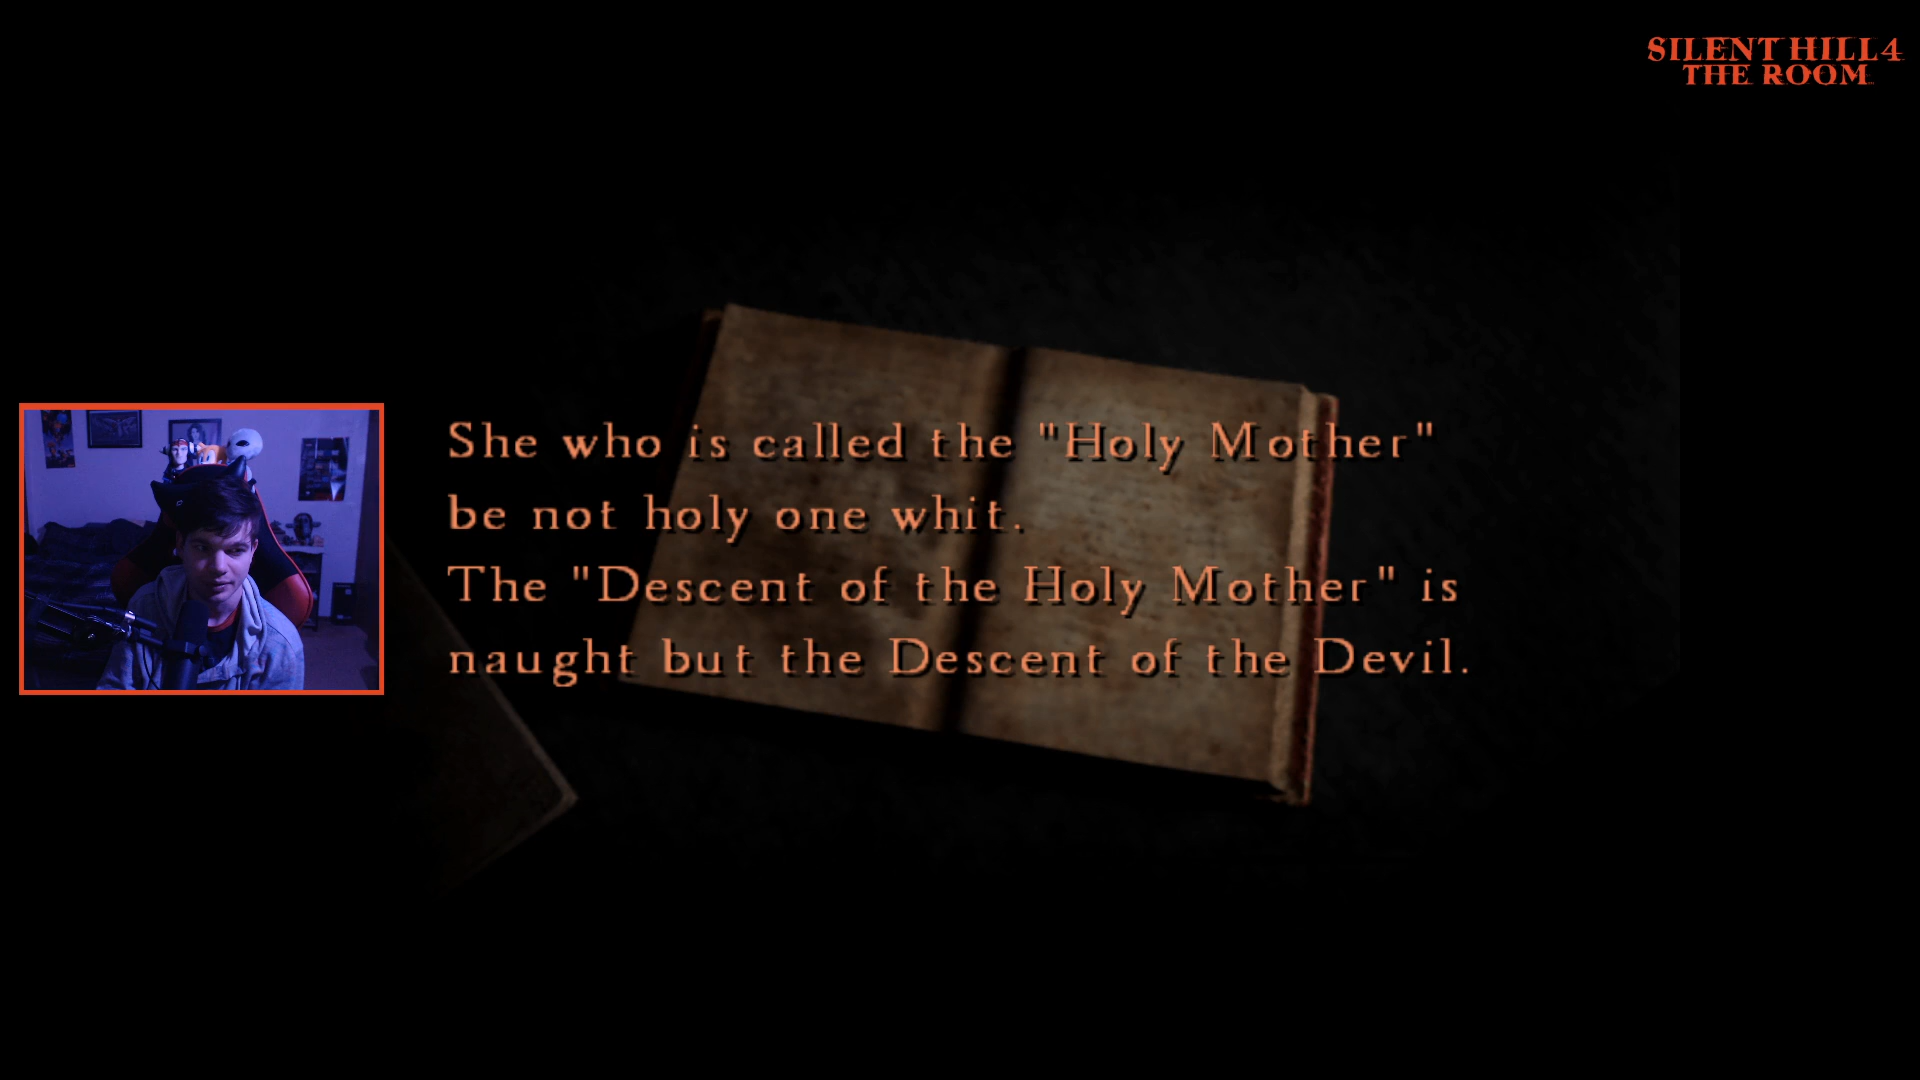 SILENT HILL 4
THE ROOM
She who is called the "Holy Mother"
be not holy one whit.
The "Descent of the Holy Mother" is
naught but the Descent of the Devil.